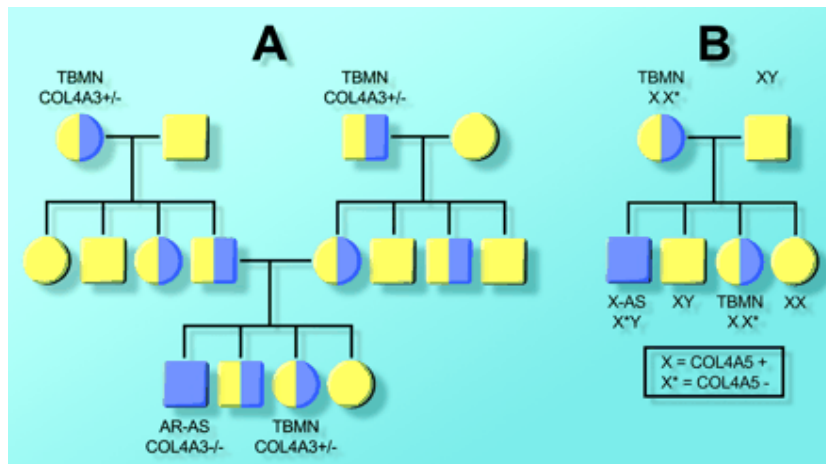 A
B
TBMN
COL4A3+/-
TBMN
COL4A3+/-
TBMN
X X*
XY
X-AS
X*Y
XY
TBMN
X X*
XX
X = COL4A5 +
X* = COL4A5 -
AR-AS
COL4A3-/-
TBMN
COL4A3+/-